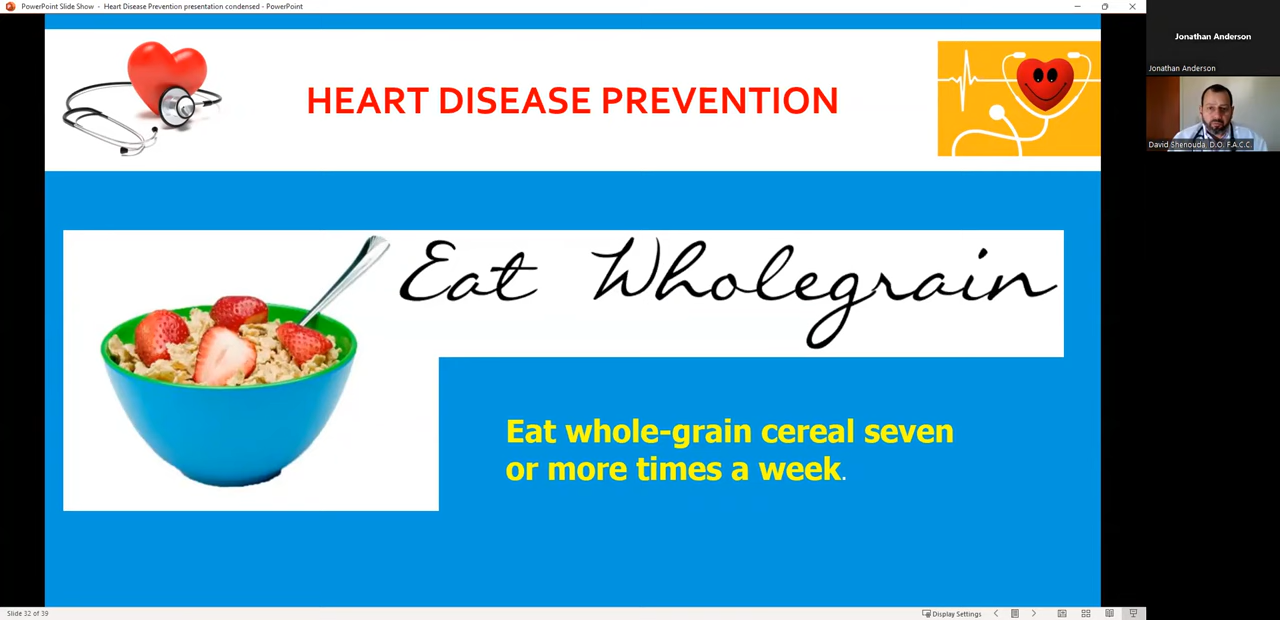 PowerPoint Slide Show - Heart Disease Prevention presentation condensed - PowerPoint
Jonathan Anderson
Jonathan Anderson
David Shenouda, D.O. F.A.C.C.
HEART DISEASE PREVENTION
Eat Wholegrain
Eat whole-grain cereal seven
or more times a week.
Slide 32 of 39
Display Settings